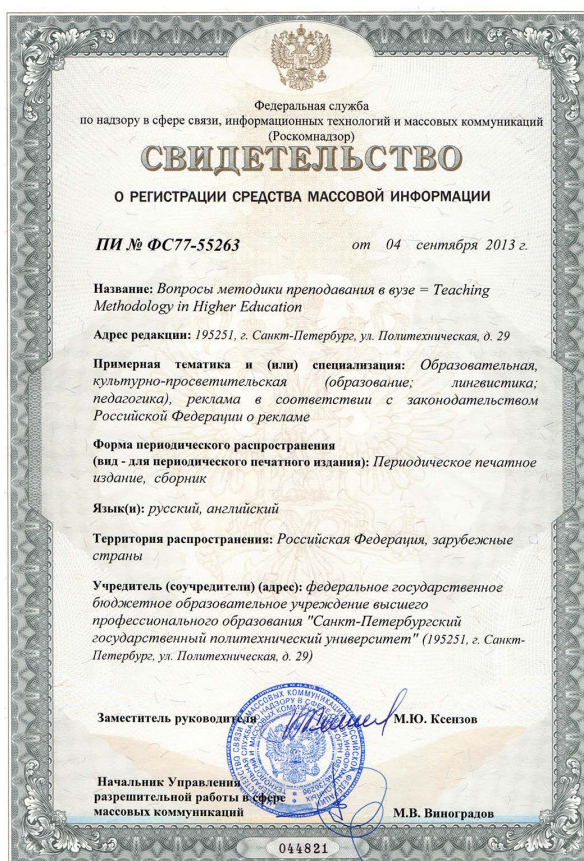 Федеральная служба
по надзору в сфере связи, информационных технологий и массовых коммуникаций
(Роскомнадзор)
СВИДЕТЕЛЬСТВО
О РЕГИСТРАЦИИ СРЕДСТВА МАССОВОЙ ИНФОРМАЦИИ
ПИ № ФС77-55263 от 04 сентября 2013 г.
Название: Вопросы методики преподавания в вузе = Teaching
Methodology in Higher Education
Адрес редакции: 195251, г. Санкт-Петербург, ул. Политехническая, д. 29
Примерная тематика и (или) специализация: Образовательная,
культурно-просветительская (образование; лингвистика;
педагогика), реклама в соответствии с законодательством
Российской Федерации о рекламе
Форма периодического распространения
(вид - для периодического печатного издания): Периодическое печатное
издание, сборник
Язык(и): русский, английский
Территория распространения: Российская Федерация, зарубежные
страны
Учредитель (соучредители) (адрес): федеральное государственное
бюджетное образовательное учреждение высшего
профессионального образования "Санкт-Петербургский
государственный политехнический университет" (195251, г. Санкт-
Петербург, ул. Политехническая, д. 29)
Заместитель руководителя М.Ю. Ксензов
Начальник Управления
разрешительной работы в сфере
массовых коммуникаций М.В. Виноградов
044821